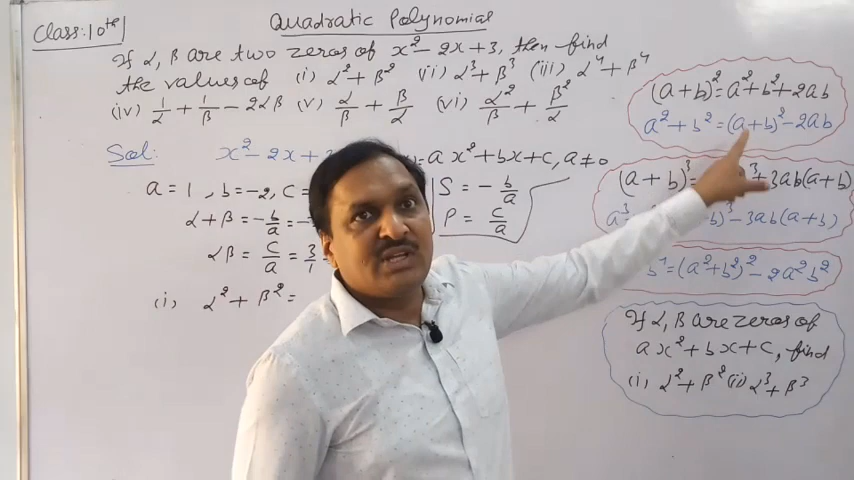 Class: 10th
Quadratic Polynomial
If α, β are two zeros of x² - 2x + 3, then find
the values of (i) α² + β² (ii) α³ + β³ (iii) α⁴ + β⁴
(iv) 1/α + 1/β - 2αβ (v) α/β + β/α (vi) α²/β + β²/α
Sol: x² - 2x + 3 = ax² + bx + c, a ≠ 0
a = 1, b = -2, c =
α + β = -b/a = -
αβ = c/a = 3/1
(i) α² + β² =
S = -b/a
P = c/a
(a + b)² = a² + b² + 2ab
a² + b² = (a + b)² - 2ab
(a + b)³ = ³ + 3ab(a + b)
a³ b)³ - 3ab(a + b)
b⁴ = (a² + b²)² - 2a²b²
If α, β are zeros of
ax² + bx + c, find
(i) α² + β² (ii) α³ + β³